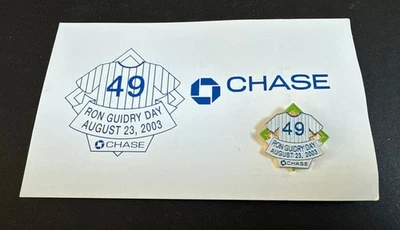 49
RON GUIDRY DAY
AUGUST 23, 2003
CHASE
CHASE
49
RON GUIDRY DAY
AUGUST 23, 2003
CHASE